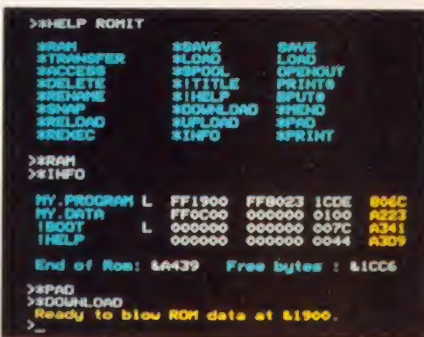 >*HELP ROMIT
*RAM *SAVE SAVE
*TRANSFER *LOAD LOAD
*ACCESS *SPOOL OPENOUT
*DELETE *!TITLE PRINT#
*RENAME *!HELP BPUT#
*SNAP *DOWNLOAD *MEND
*RELOAD *UPLOAD *PAD
*REXEC *INFO *PRINT
>*RAM
>*INFO
MY.PROGRAM L FF1900 FFB023 1CDE 806C
MY.DATA FF0C00 000000 0100 A223
!BOOT L 000000 000000 007C A341
!HELP 000000 000000 0044 A3D9
End of Rom: &A439 Free bytes : &1CC6
>*PAD
>*DOWNLOAD
Ready to blow ROM data at &1900.
>_